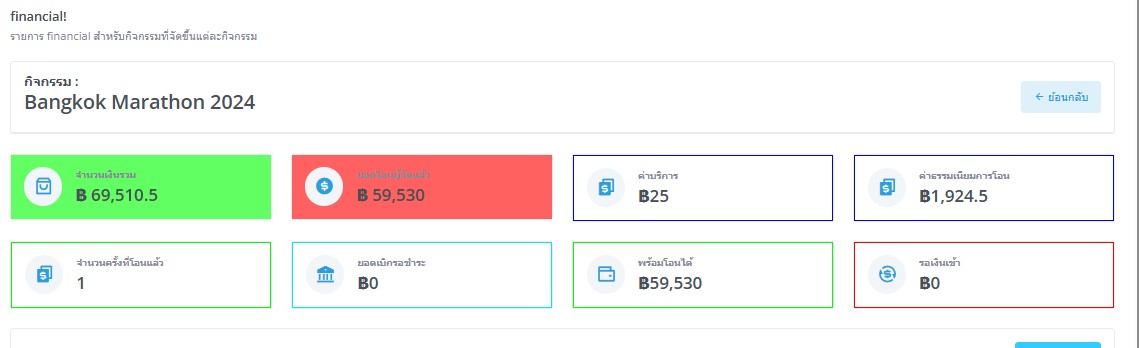 financial!
รายการ financial สำหรับกิจกรรมที่จัดขึ้นแต่ละกิจกรรม
กิจกรรม :
Bangkok Marathon 2024
← ย้อนกลับ
จำนวนเงินรวม
฿ 69,510.5
ยอดโอนผู้จัดแล้ว
฿ 59,530
ค่าบริการ
฿25
ค่าธรรมเนียมการโอน
฿1,924.5
จำนวนครั้งที่โอนแล้ว
1
ยอดเบิกรอชำระ
฿0
พร้อมโอนได้
฿59,530
รอเงินเข้า
฿0